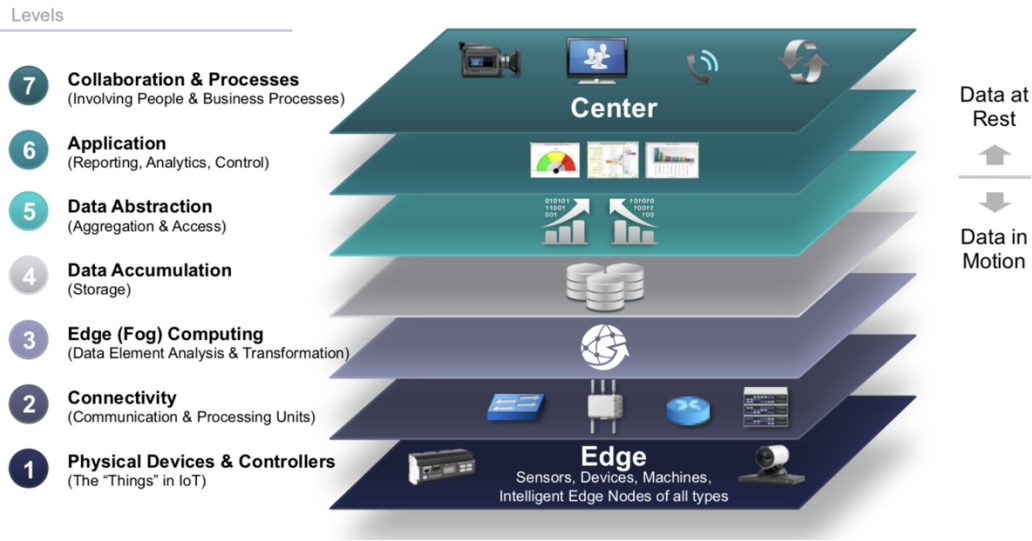 Levels
7
Collaboration & Processes
(Involving People & Business Processes)
6
Application
(Reporting, Analytics, Control)
5
Data Abstraction
(Aggregation & Access)
4
Data Accumulation
(Storage)
3
Edge (Fog) Computing
(Data Element Analysis & Transformation)
2
Connectivity
(Communication & Processing Units)
1
Physical Devices & Controllers
(The “Things” in IoT)
Center
010101
11001
001
Edge
Sensors, Devices, Machines,
Intelligent Edge Nodes of all types
Data at
Rest
Data in
Motion